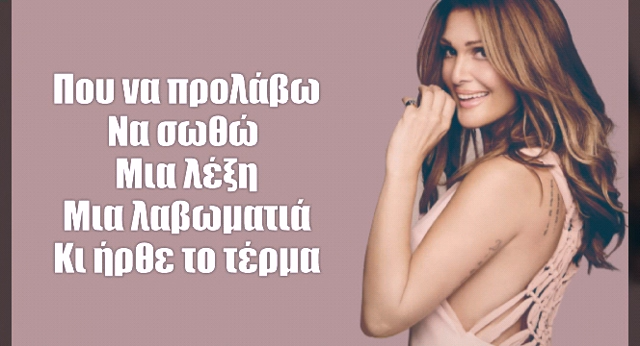 Που να προλάβω
Να σωθώ
Μια λέξη
Μια λαβωματιά
Κι ήρθε το τέρμα